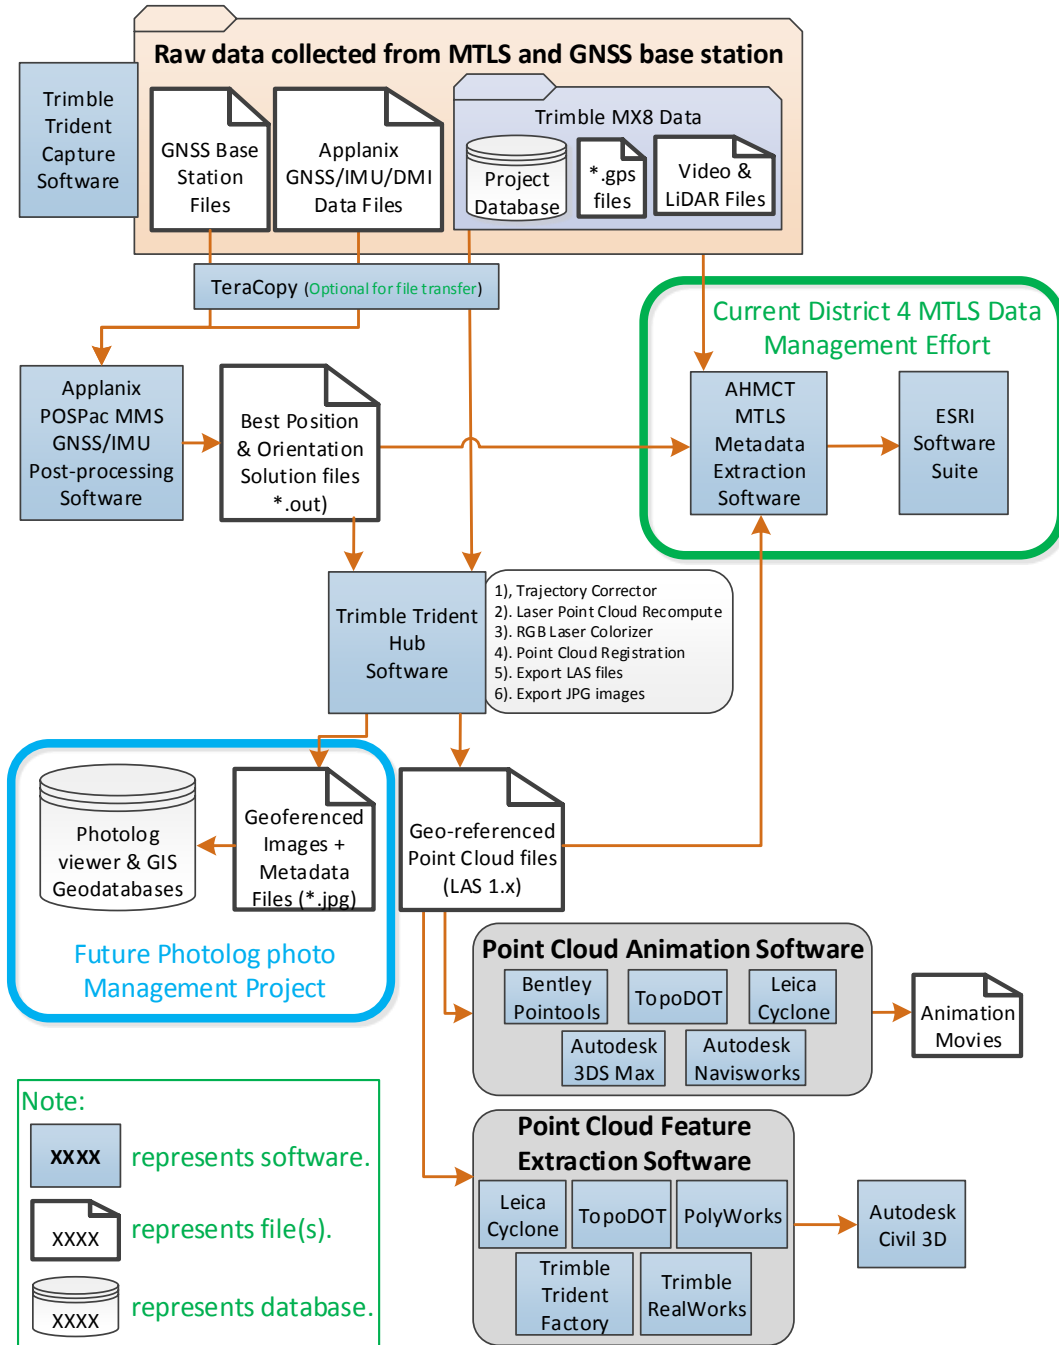 Raw data collected from MTLS and GNSS base station
Trimble
Trident
Capture
Software
GNSS Base
Station
Files
Applanix
GNSS/IMU/DMI
Data Files
Trimble MX8 Data
Project
Database
*.gps
files
Video &
LiDAR Files
TeraCopy (Optional for file transfer)
Current District 4 MTLS Data
Management Effort
Applanix
POSPac MMS
GNSS/IMU
Post-processing
Software
Best Position
& Orientation
Solution files
*.out)
AHMCT
MTLS
Metadata
Extraction
Software
ESRI
Software
Suite
Trimble Trident
Hub
Software
1), Trajectory Corrector
2). Laser Point Cloud Recompute
3). RGB Laser Colorizer
4). Point Cloud Registration
5). Export LAS files
6). Export JPG images
Photolog
viewer & GIS
Geodatabases
Geoferenced
Images +
Metadata
Files (*.jpg)
Geo-referenced
Point Cloud files
(LAS 1.x)
Future Photolog photo
Management Project
Point Cloud Animation Software
Bentley
Pointools
TopoDOT
Leica
Cyclone
Autodesk
3DS Max
Autodesk
Navisworks
Animation
Movies
Point Cloud Feature
Extraction Software
Leica
Cyclone
TopoDOT
PolyWorks
Trimble
Trident
Factory
Trimble
RealWorks
Autodesk
Civil 3D
Note:
XXXX
represents software.
XXXX
represents file(s).
XXXX
represents database.